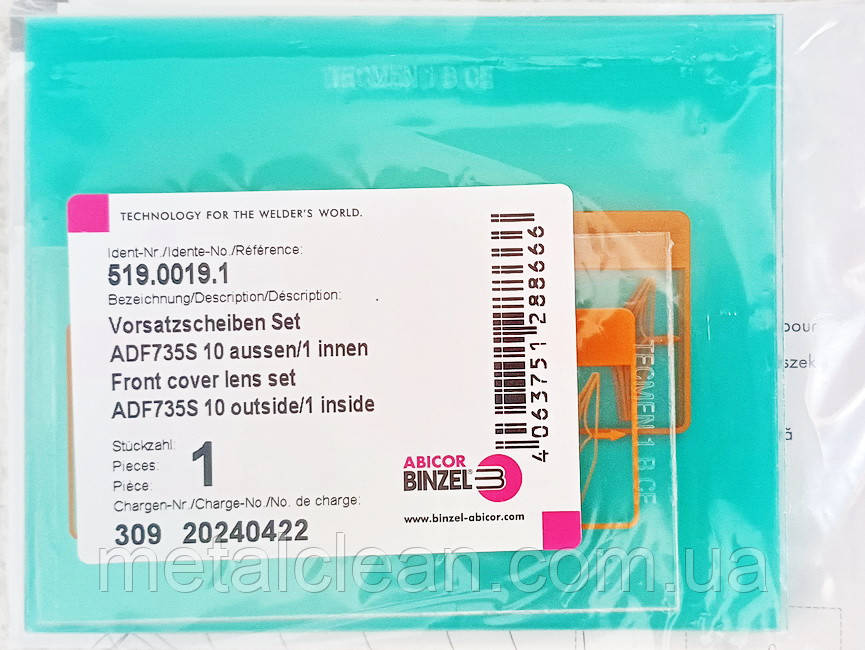 TECMEN 1 B CE
TECHNOLOGY FOR THE WELDER'S WORLD.
Ident-Nr./Idente-No./Référence:
519.0019.1
Bezeichnung/Description/Déscription:
Vorsatzscheiben Set
ADF735S 10 aussen/1 innen
Front cover lens set
ADF735S 10 outside/1 inside
Stückzahl:
Pieces:
Pièce:
1
Chargen-Nr./Charge-No./No. de charge:
309 20240422
4063751288666
ABICOR
BINZEL®
www.binzel-abicor.com
TECMEN 1 B CE
pour
szek
metalclean.com.ua